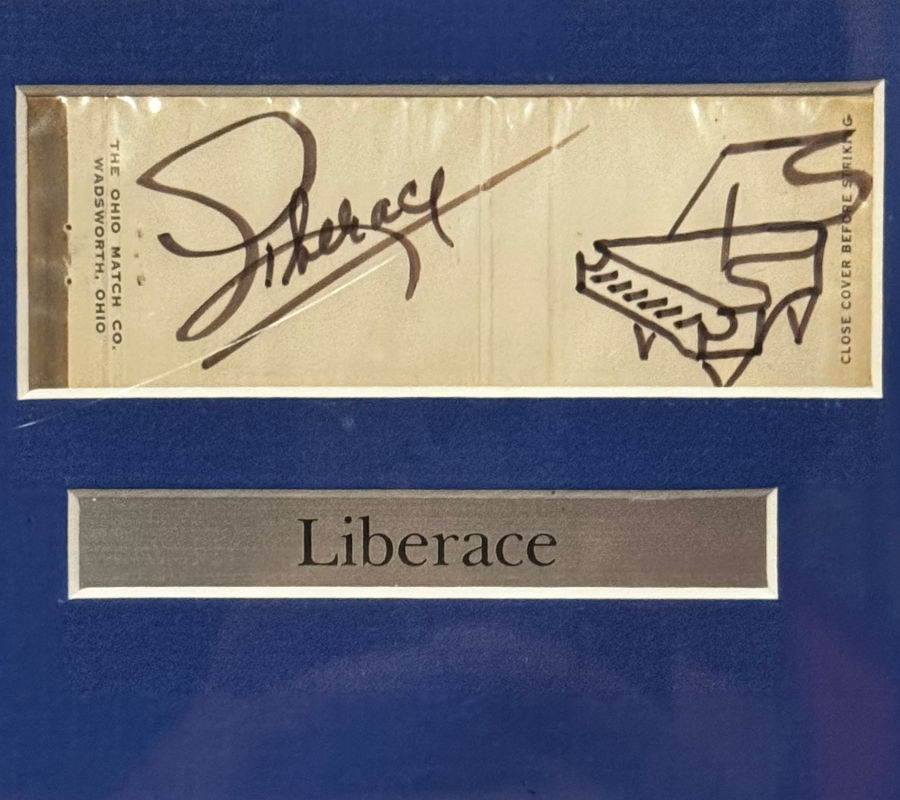 THE OHIO MATCH CO.
WADSWORTH, OHIO
Liberace
CLOSE COVER BEFORE STRIKING
Liberace